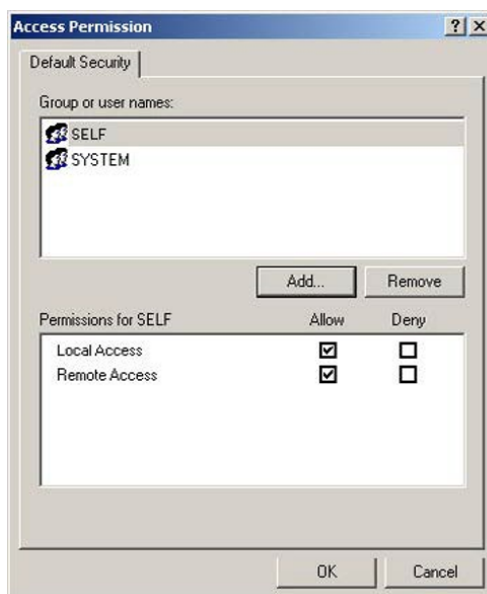 Access Permission
Default Security
Group or user names:
SELF
SYSTEM
Add...
Remove
Permissions for SELF Allow Deny
Local Access
Remote Access
OK
Cancel